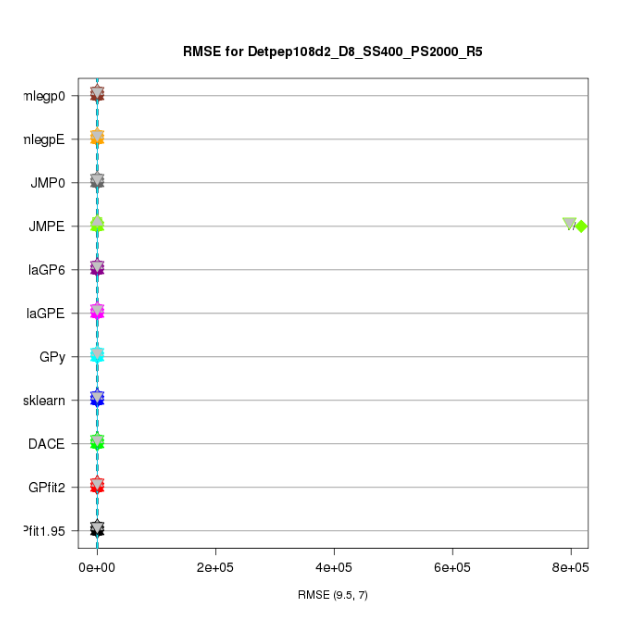 RMSE for Detpep108d2_D8_SS400_PS2000_R5
mlegp0
mlegpE
JMP0
JMPE
laGP6
laGPE
GPy
sklearn
DACE
GPfit2
Pfit1.95
0e+00 2e+05 4e+05 6e+05 8e+05
RMSE (9.5, 7)